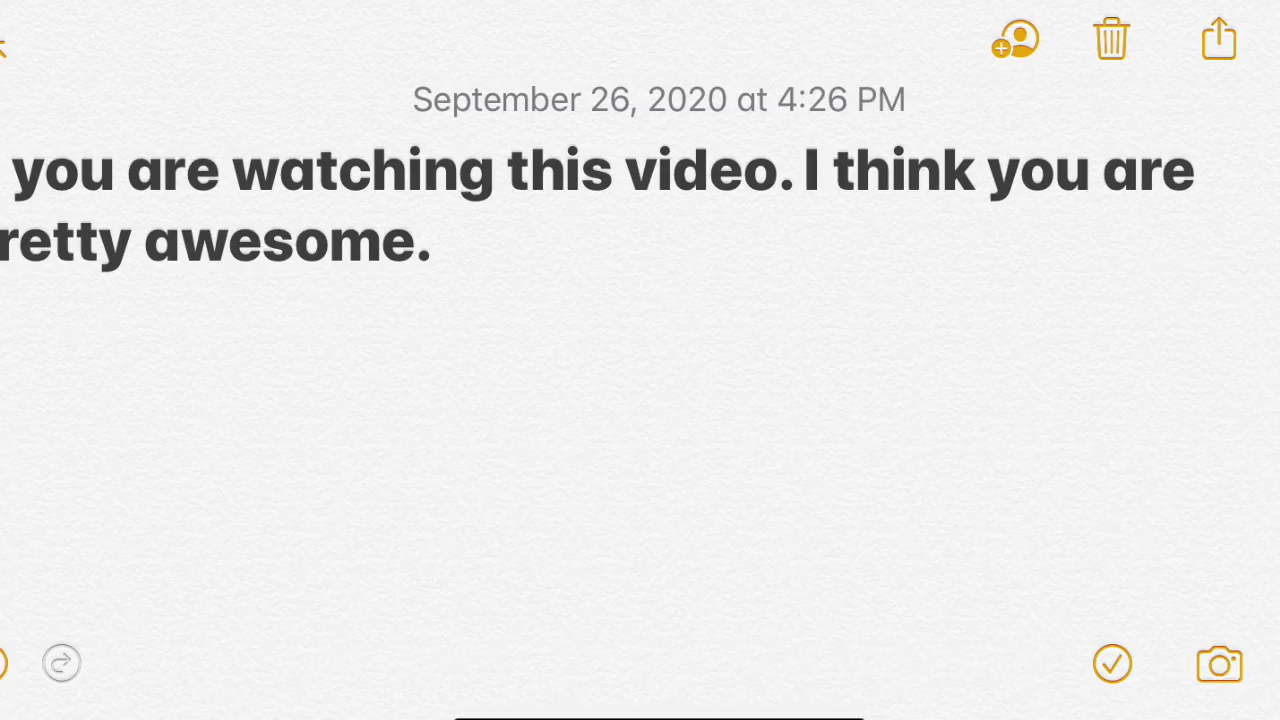 September 26, 2020 at 4:26 PM
you are watching this video. I think you are
retty awesome.